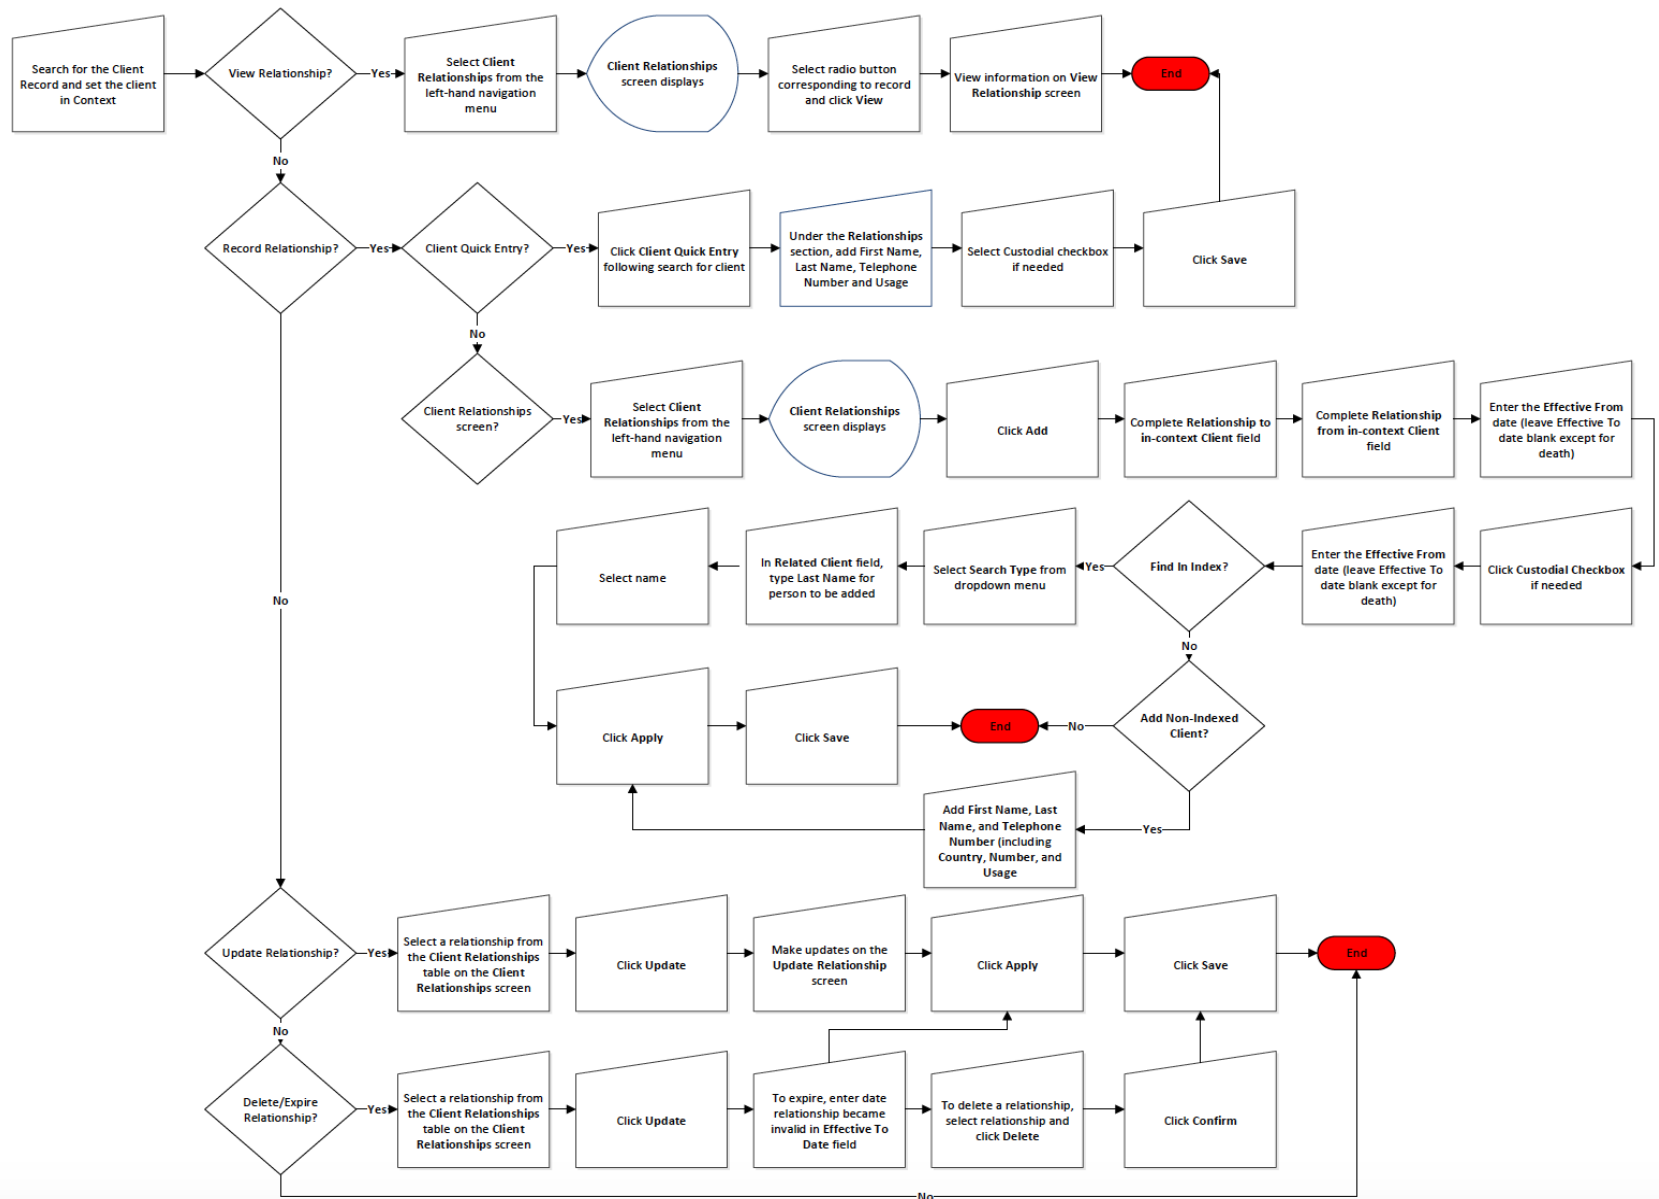 Search for the Client
Record and set the client
in Context
View Relationship?
Yes
Select Client
Relationships from the
left-hand navigation
menu
Client Relationships
screen displays
Select radio button
corresponding to record
and click View
View information on View
Relationship screen
End
No
Record Relationship?
Yes
Client Quick Entry?
Yes
Click Client Quick Entry
following search for client
Under the Relationships
section, add First Name,
Last Name, Telephone
Number and Usage
Select Custodial checkbox
if needed
Click Save
No
Client Relationships
screen?
Yes
Select Client
Relationships from the
left-hand navigation
menu
Client Relationships
screen displays
Click Add
Complete Relationship to
in-context Client field
Complete Relationship
from in-context Client
field
Enter the Effective From
date (leave Effective To
date blank except for
death)
Select name
In Related Client field,
type Last Name for
person to be added
Select Search Type from
dropdown menu
Yes
Find In Index?
Enter the Effective From
date (leave Effective To
date blank except for
death)
Click Custodial Checkbox
if needed
No
No
Click Apply
Click Save
End
No
Add Non-Indexed
Client?
Add First Name, Last
Name, and Telephone
Number (including
Country, Number, and
Usage
Yes
Update Relationship?
Yes
Select a relationship from
the Client Relationships
table on the Client
Relationships screen
Click Update
Make updates on the
Update Relationship
screen
Click Apply
Click Save
End
No
Delete/Expire
Relationship?
Yes
Select a relationship from
the Client Relationships
table on the Client
Relationships screen
Click Update
To expire, enter date
relationship became
invalid in Effective To
Date field
To delete a relationship,
select relationship and
click Delete
Click Confirm
No